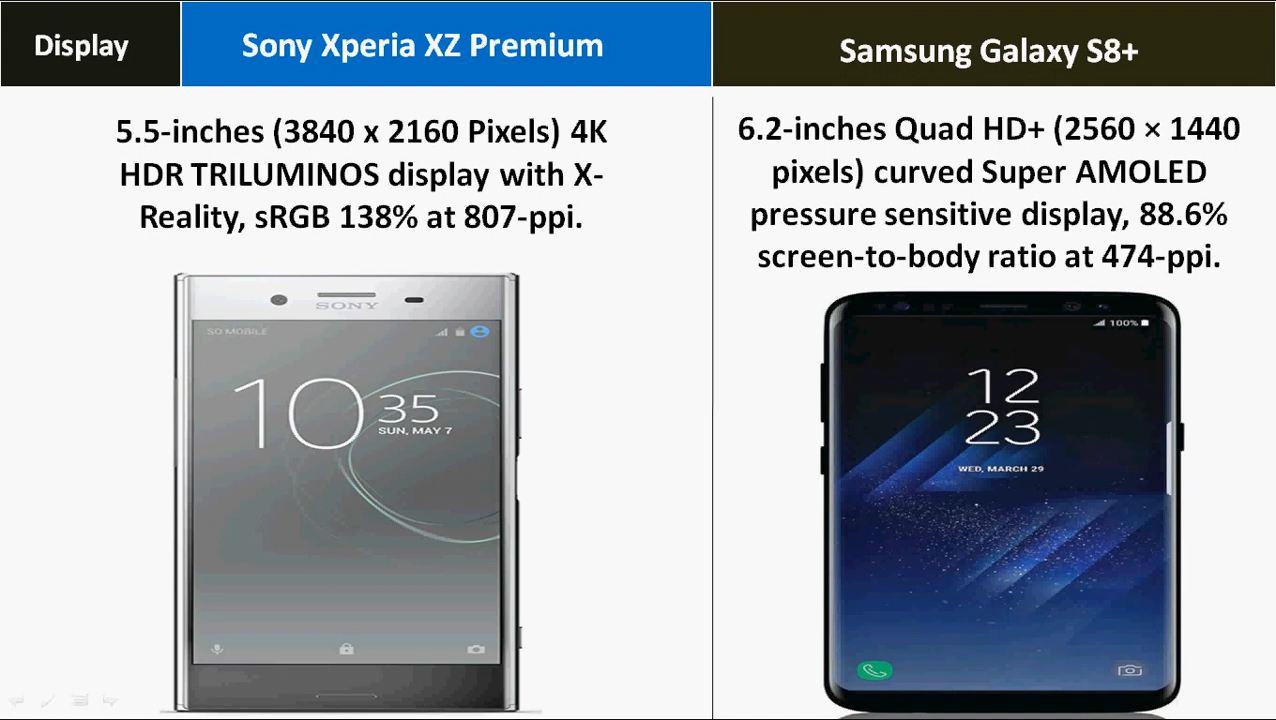 Display
Sony Xperia XZ Premium
Samsung Galaxy S8+
5.5-inches (3840 x 2160 Pixels) 4K
HDR TRILUMINOS display with X-
Reality, sRGB 138% at 807-ppi.
6.2-inches Quad HD+ (2560 × 1440
pixels) curved Super AMOLED
pressure sensitive display, 88.6%
screen-to-body ratio at 474-ppi.
SONY
SO MOBILE
10 35
SUN, MAY 7
100%
12
23
WED, MARCH 29